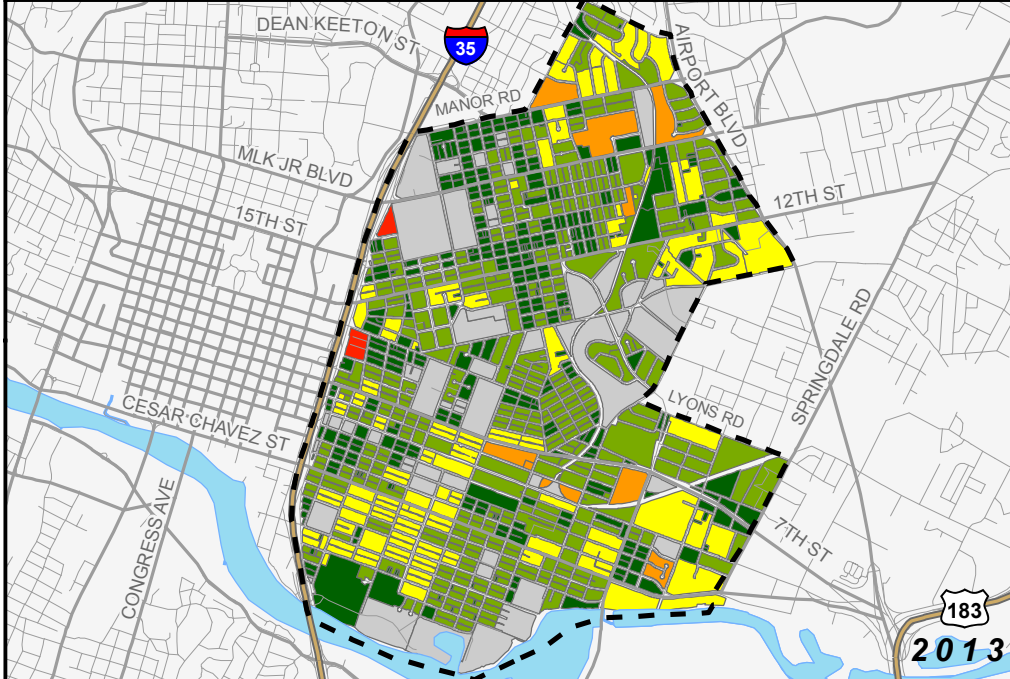 DEAN KEETON ST
35
AIRPORT BLVD
MANOR RD
MLK JR BLVD
12TH ST
15TH ST
SPRINGDALE RD
LYONS RD
CESAR CHAVEZ ST
CONGRESS AVE
7TH ST
183
2013